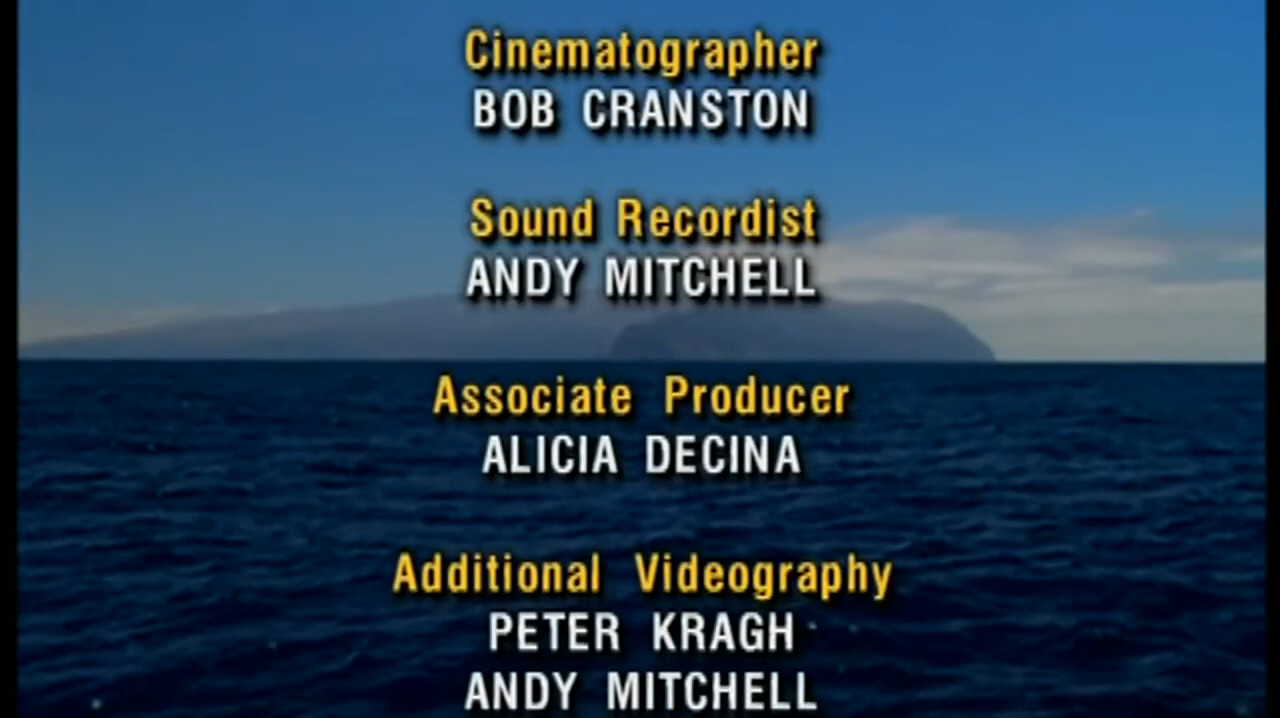 Cinematographer
BOB CRANSTON
Sound Recordist
ANDY MITCHELL
Associate Producer
ALICIA DECINA
Additional Videography
PETER KRAGH
ANDY MITCHELL